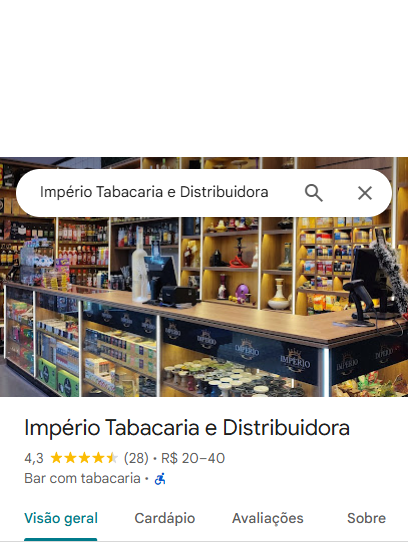 Império Tabacaria e Distribuidora
IMPÉRIO
IMPÉRIO
Império Tabacaria e Distribuidora
4,3 (28) • R$ 20–40
Bar com tabacaria •
Visão geral Cardápio Avaliações Sobre